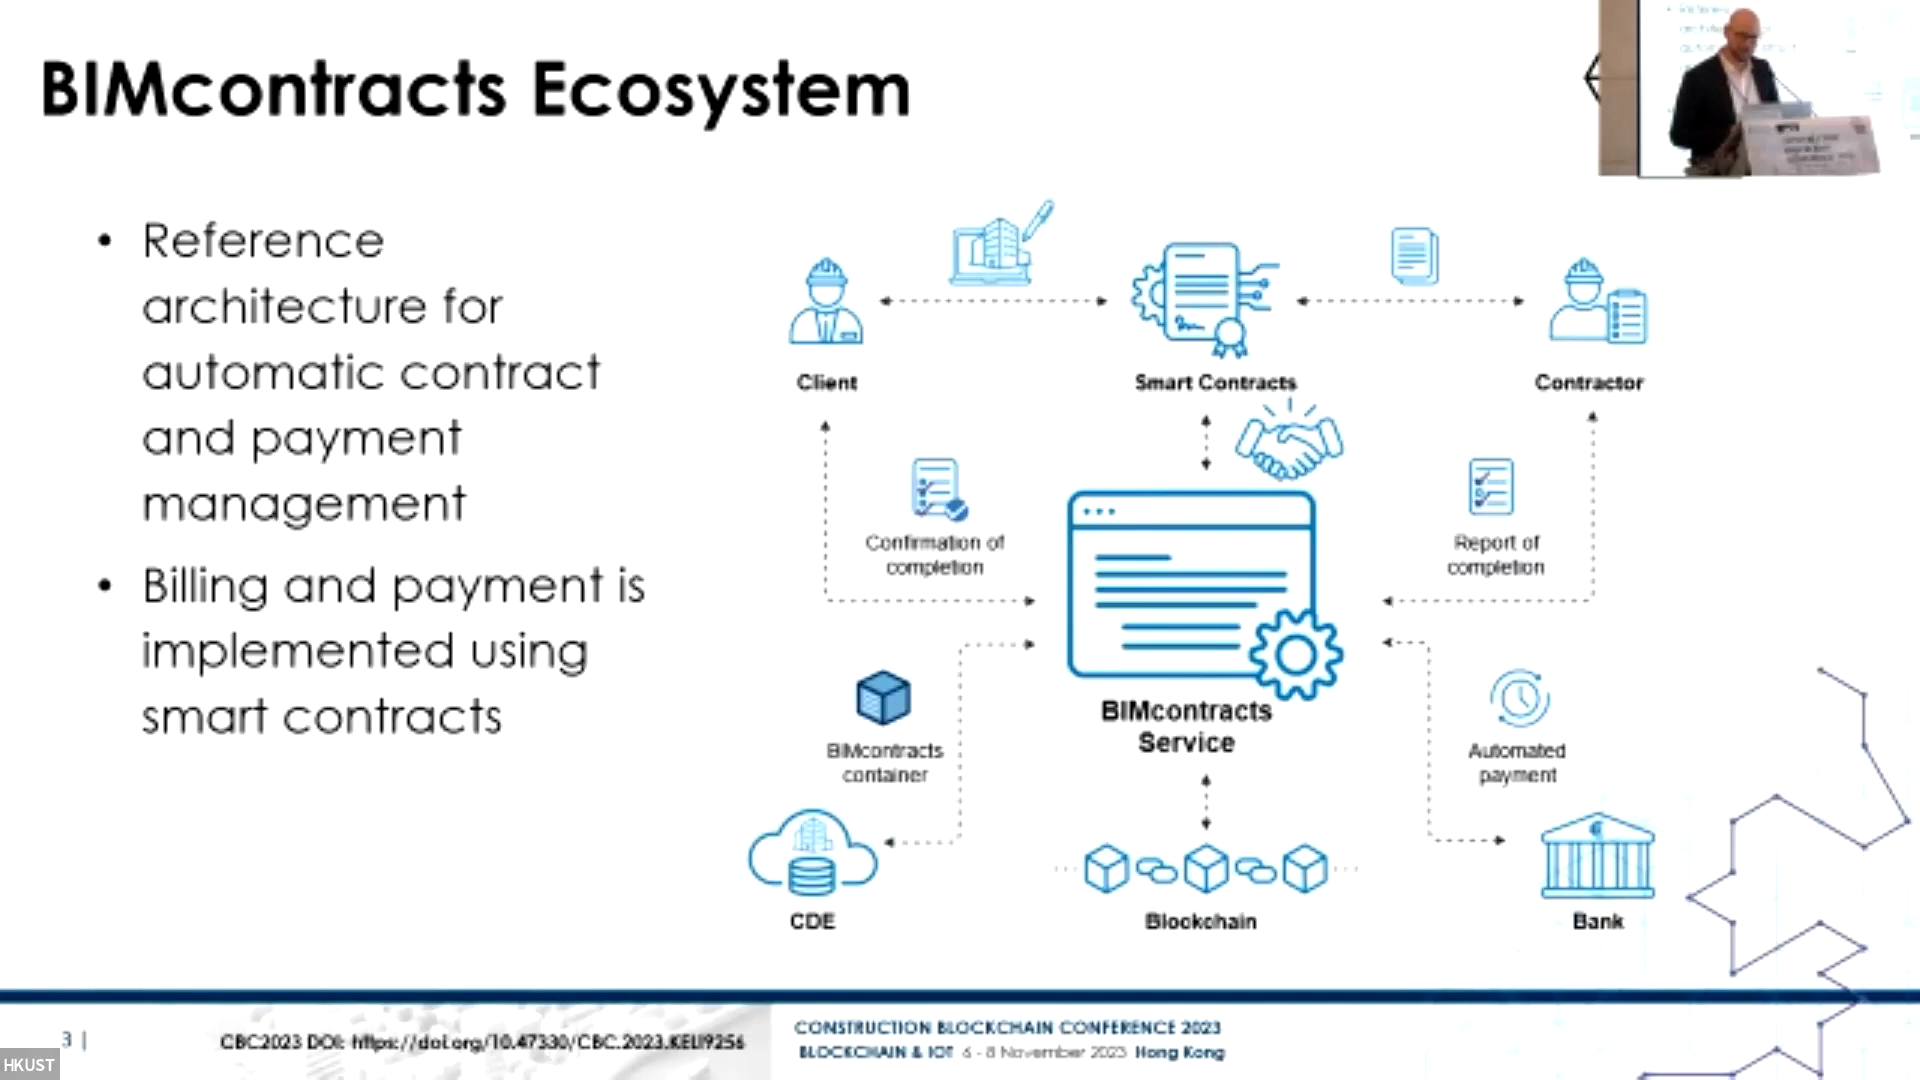 BIMcontracts Ecosystem
• Reference
architecture for
automatic contract
and payment
management
• Billing and payment is
implemented using
smart contracts
Client
Smart Contracts
Contractor
Confirmation of
completion
Report of
completion
BIMcontracts
Service
BIMcontracts
container
Automated
payment
CDE
Blockchain
Bank
3 |
CBC2023 DOI: https://doi.org/10.47330/CBC.2023.KELI9256
CONSTRUCTION BLOCKCHAIN CONFERENCE 2023
BLOCKCHAIN & IOT 6 - 8 November 2023 Hong Kong
HKUST